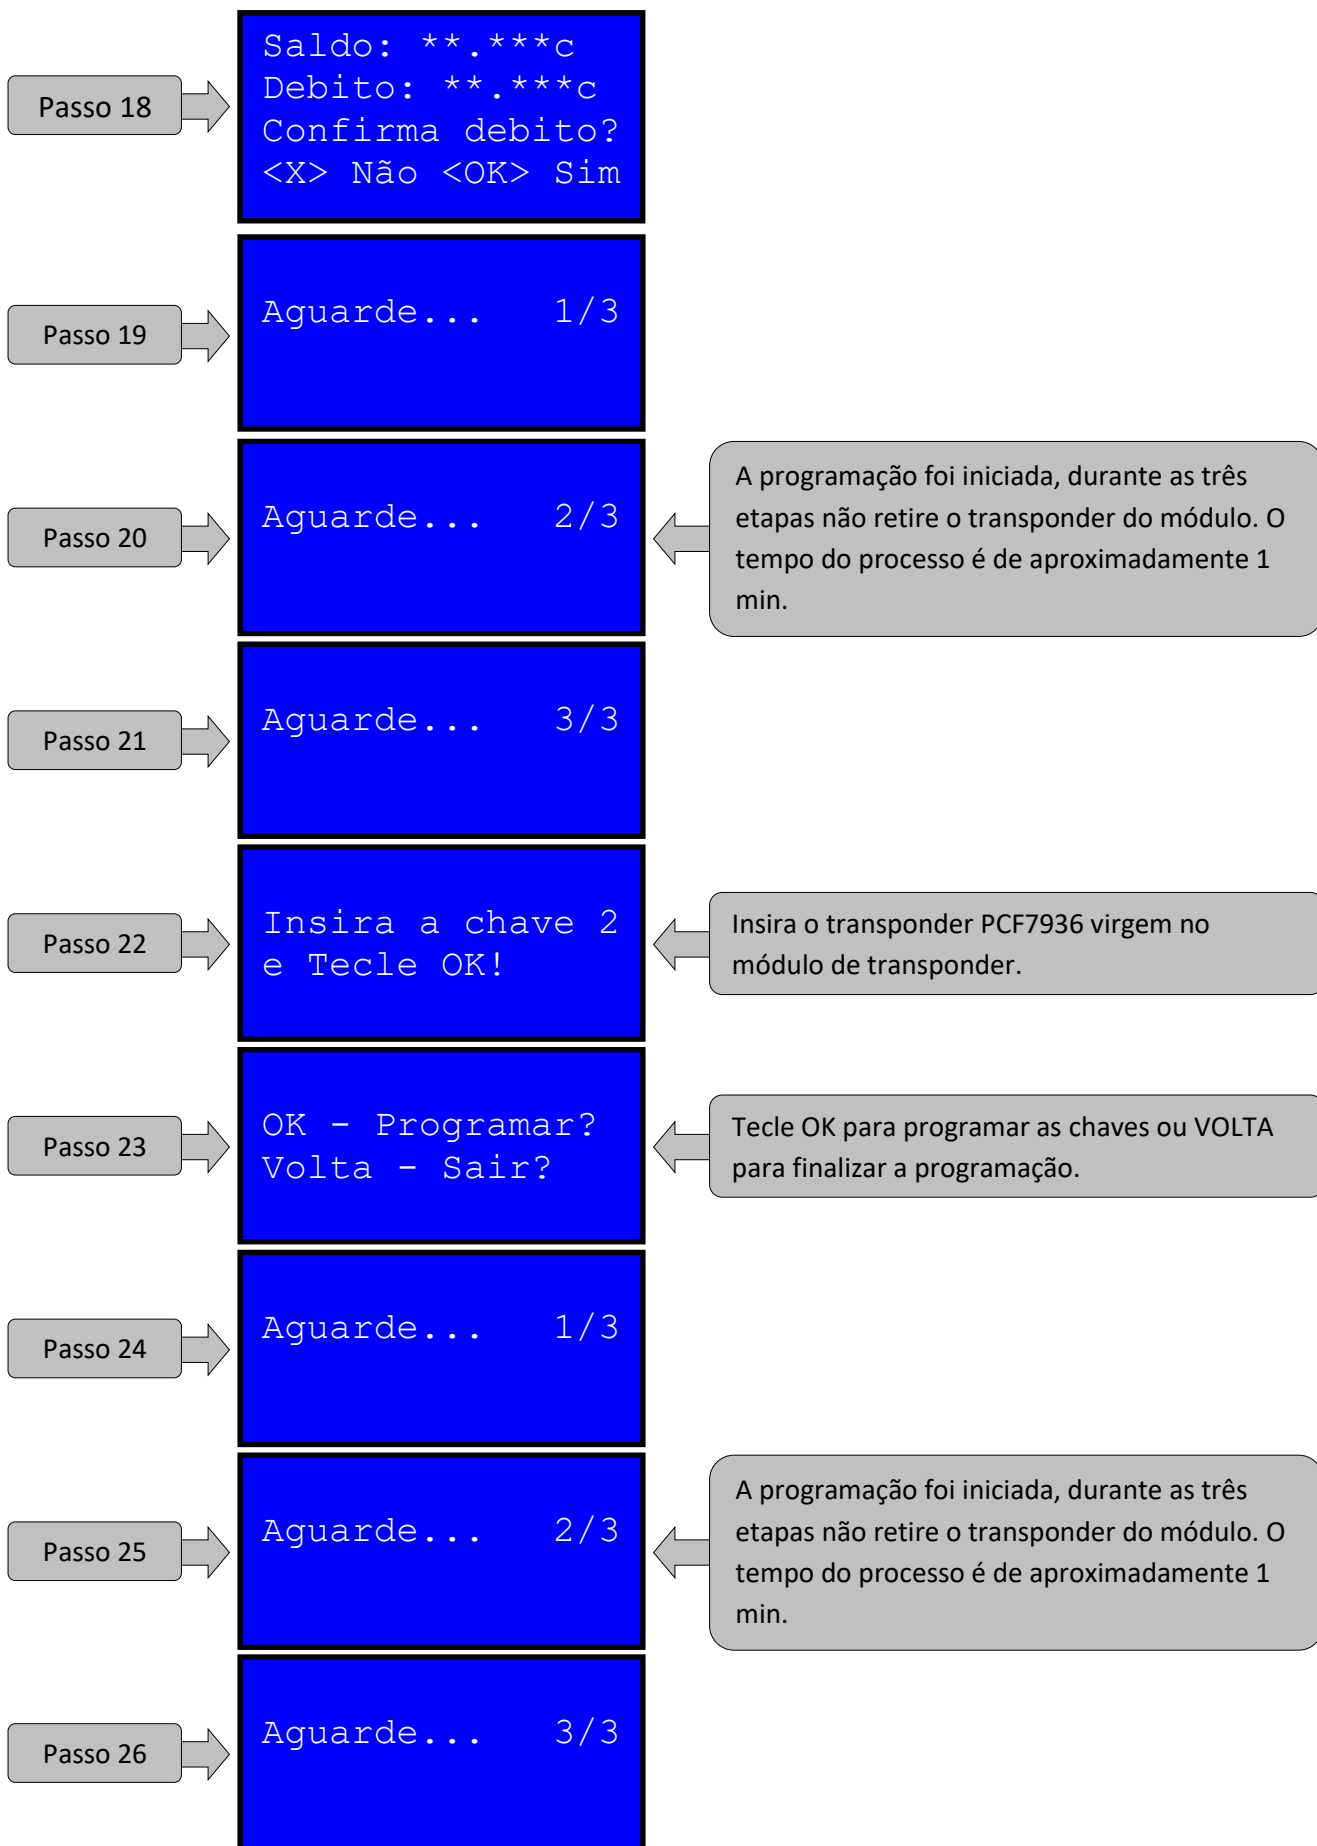 Passo 18
Saldo: **.***c
Debito: **.***c
Confirma debito?
<X> Não <OK> Sim
Passo 19
Aguarde... 1/3
Passo 20
Aguarde... 2/3
A programação foi iniciada, durante as três
etapas não retire o transponder do módulo. O
tempo do processo é de aproximadamente 1
min.
Passo 21
Aguarde... 3/3
Passo 22
Insira a chave 2
e Tecle OK!
Insira o transponder PCF7936 virgem no
módulo de transponder.
Passo 23
OK - Programar?
Volta - Sair?
Tecle OK para programar as chaves ou VOLTA
para finalizar a programação.
Passo 24
Aguarde... 1/3
Passo 25
Aguarde... 2/3
A programação foi iniciada, durante as três
etapas não retire o transponder do módulo. O
tempo do processo é de aproximadamente 1
min.
Passo 26
Aguarde... 3/3